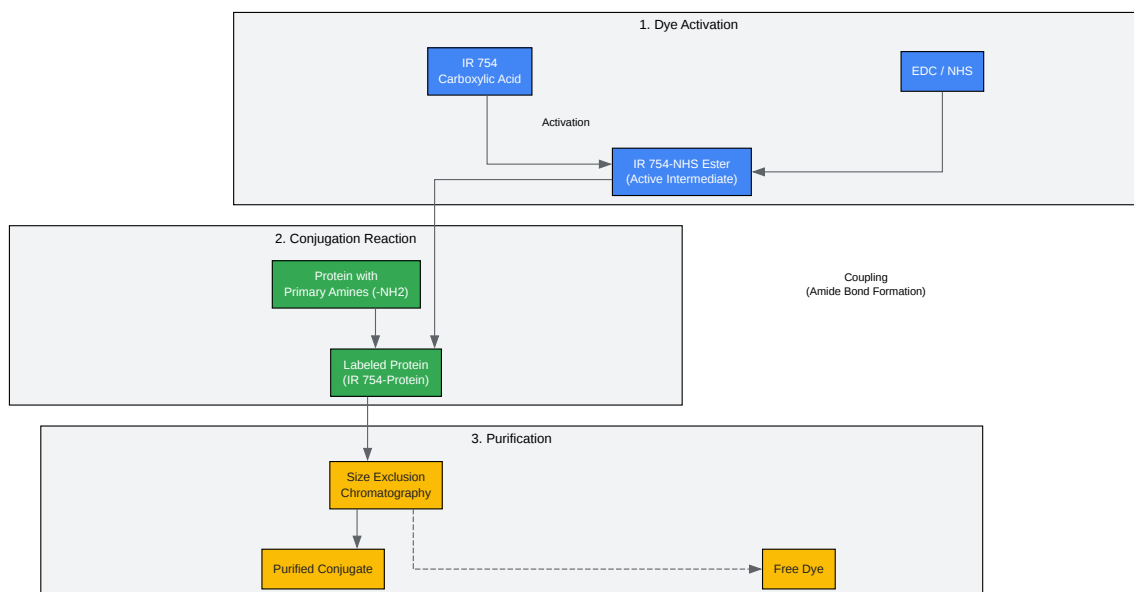 1. Dye Activation
IR 754
Carboxylic Acid
EDC / NHS
Activation
IR 754-NHS Ester
(Active Intermediate)
2. Conjugation Reaction
Protein with
Primary Amines (-NH2)
Coupling
(Amide Bond Formation)
Labeled Protein
(IR 754-Protein)
3. Purification
Size Exclusion
Chromatography
Purified Conjugate
Free Dye